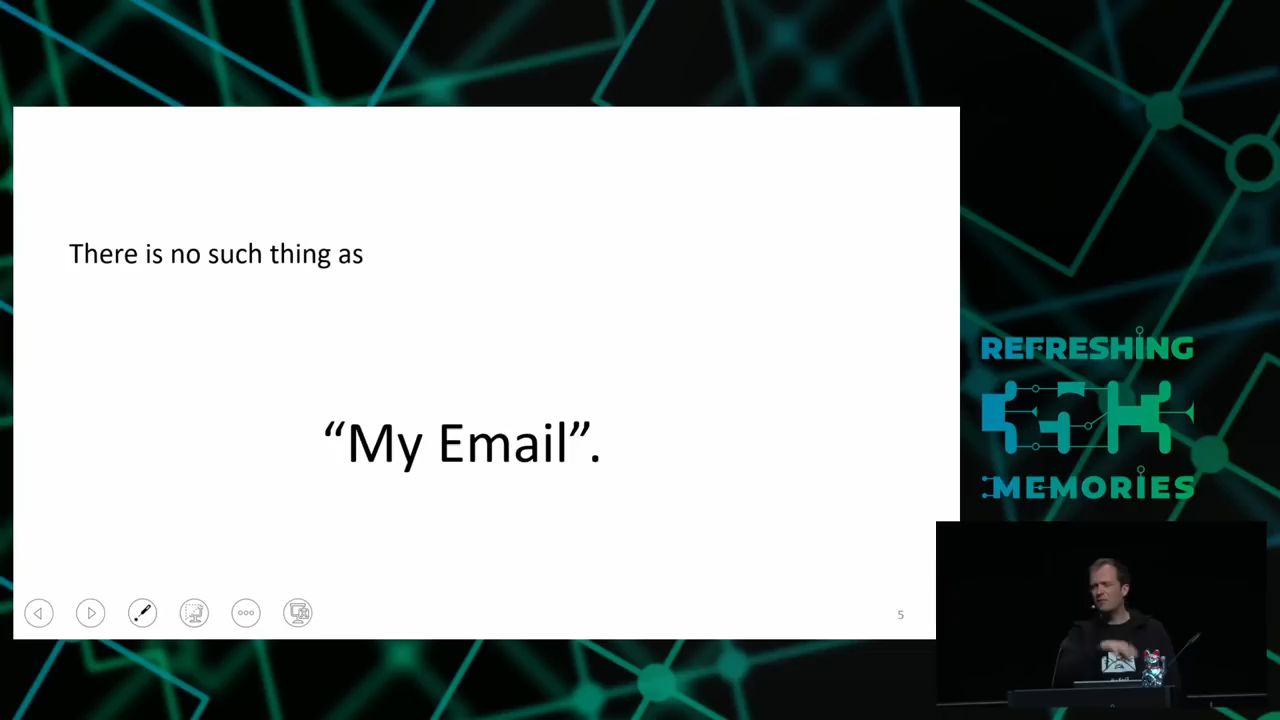 There is no such thing as
“My Email”.
5
REFRESHING
MEMORIES